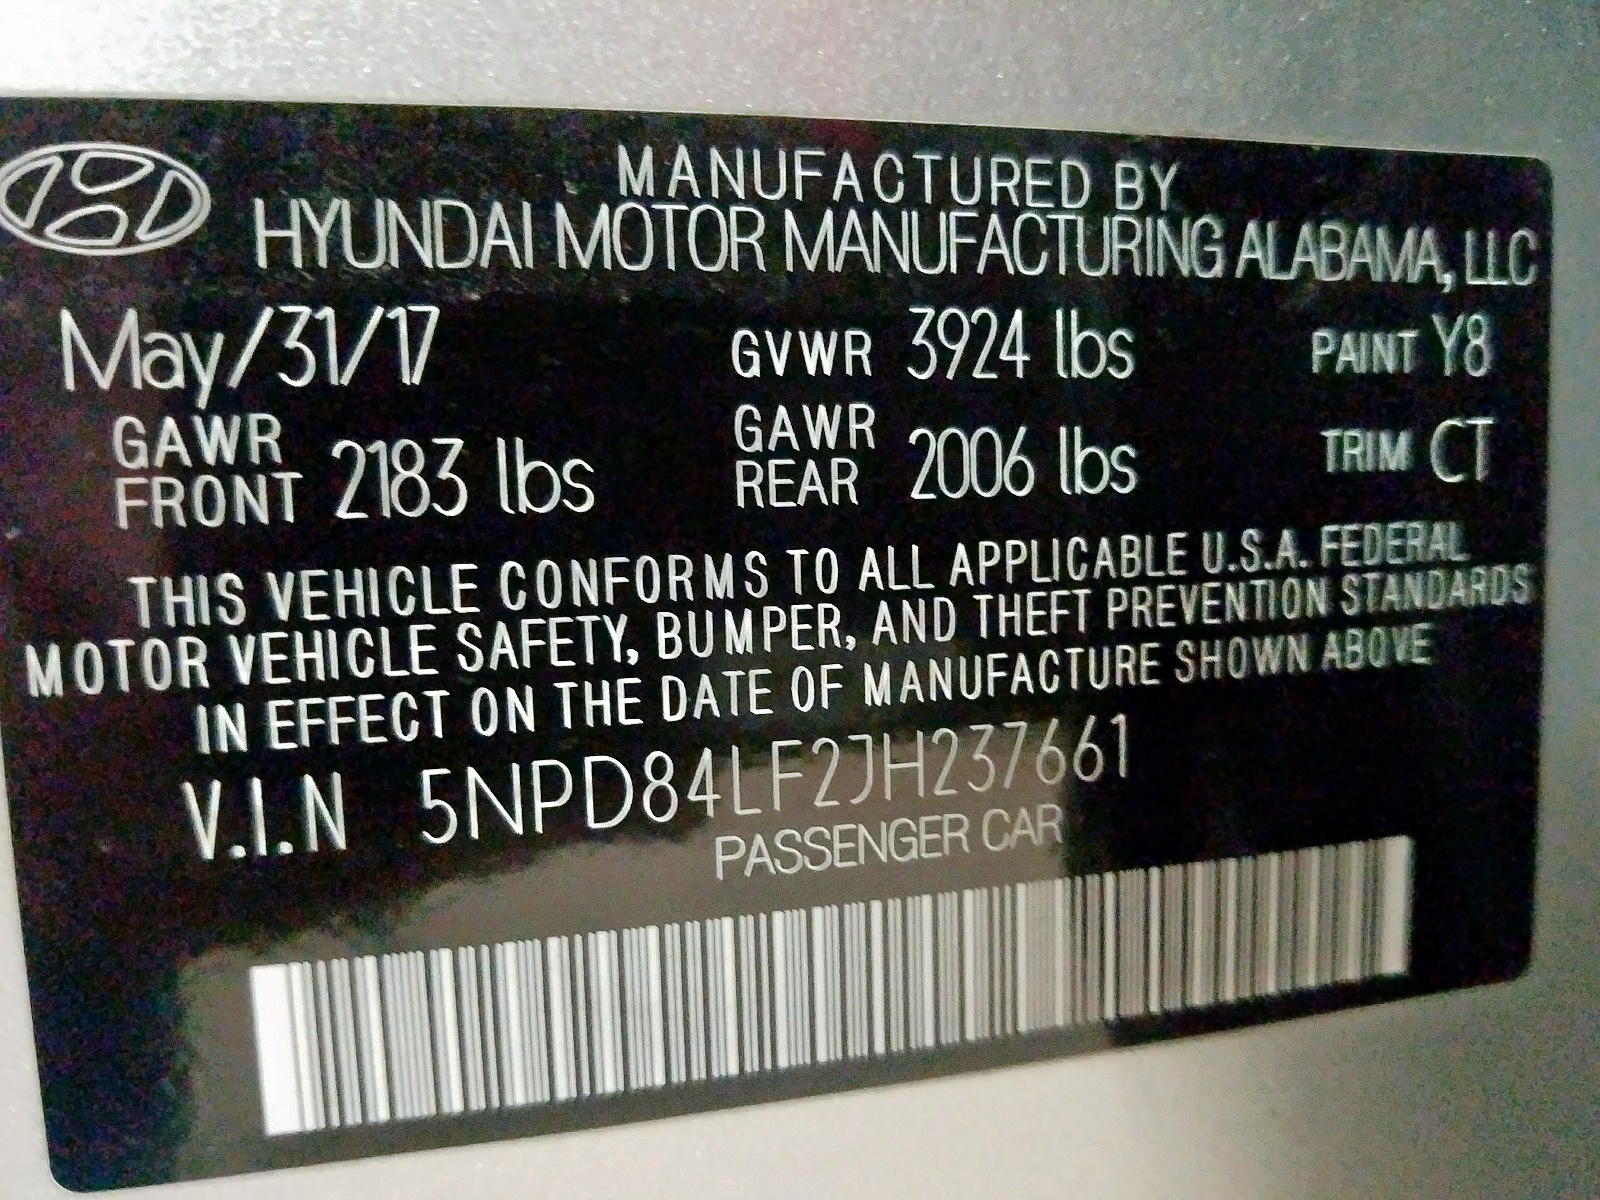 MANUFACTURED BY
HYUNDAI MOTOR MANUFACTURING ALABAMA, LLC
May/31/17 GVWR 3924 lbs PAINT Y8
GAWR FRONT 2183 lbs GAWR REAR 2006 lbs TRIM CT
THIS VEHICLE CONFORMS TO ALL APPLICABLE U.S.A. FEDERAL
MOTOR VEHICLE SAFETY, BUMPER, AND THEFT PREVENTION STANDARDS
IN EFFECT ON THE DATE OF MANUFACTURE SHOWN ABOVE
V.I.N 5NPD84LF2JH237661
PASSENGER CAR